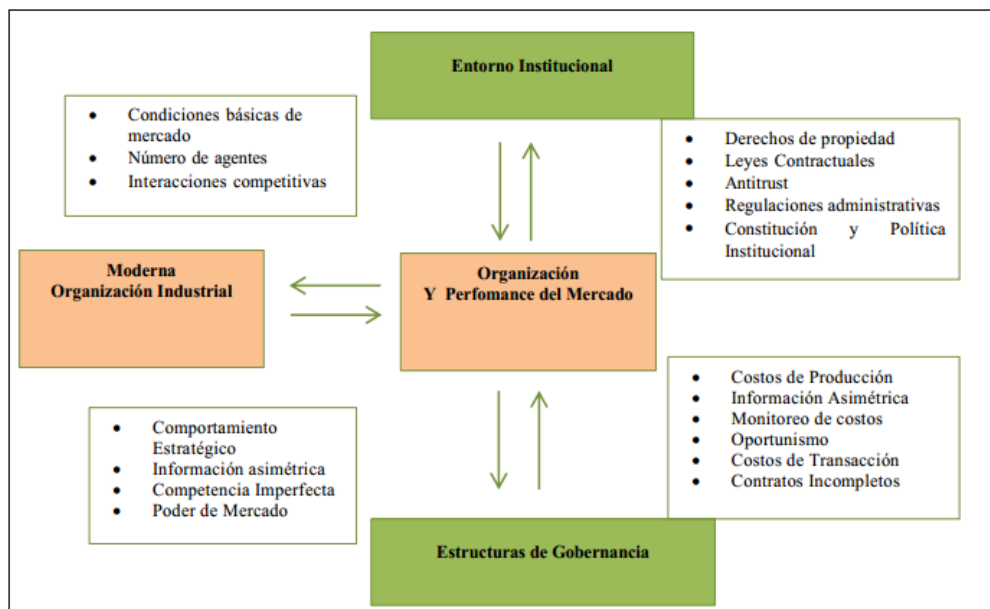 Entorno Institucional
• Condiciones básicas de
mercado
• Número de agentes
• Interacciones competitivas
• Derechos de propiedad
• Leyes Contractuales
• Antitrust
• Regulaciones administrativas
• Constitución y Política
Institucional
Moderna
Organización Industrial
Organización
Y Perfomance del Mercado
• Comportamiento
Estratégico
• Información asimétrica
• Competencia Imperfecta
• Poder de Mercado
• Costos de Producción
• Información Asimétrica
• Monitoreo de costos
• Oportunismo
• Costos de Transacción
• Contratos Incompletos
Estructuras de Gobernancia